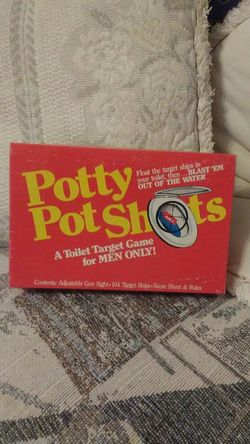 Potty
Pot Shots
Float the target ships in
your toilet, then... BLAST 'EM
OUT OF THE WATER
A Toilet Target Game
for MEN ONLY!
Contents: Adjustable Gun Sight • 104 Target Ships • Score Sheet & Rules